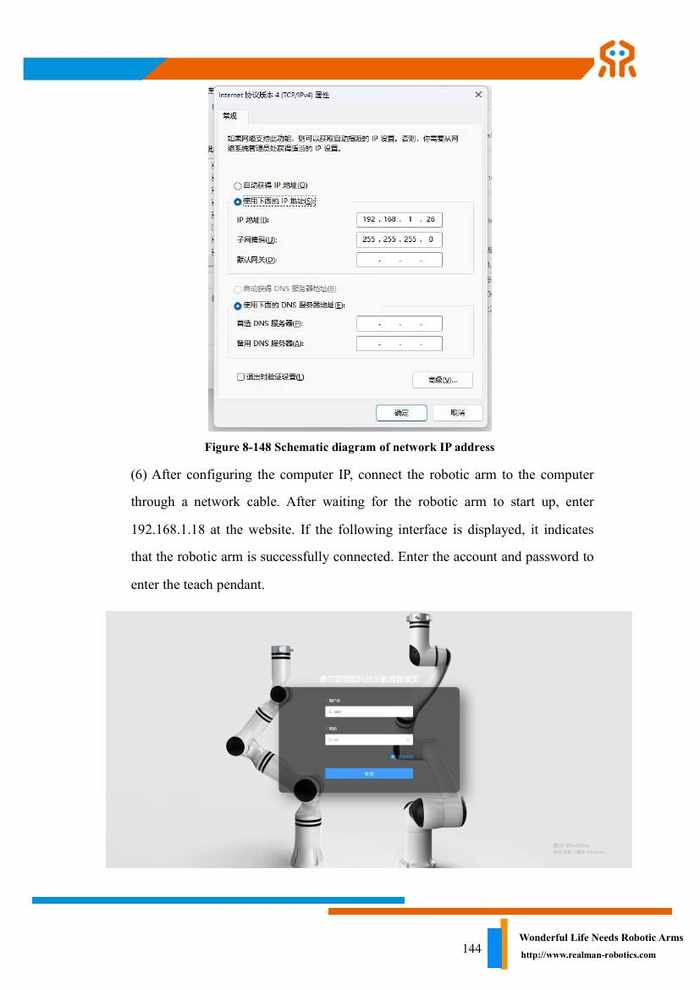 Internet 协议版本 4 (TCP/IPv4) 属性
常规
如果网络支持此功能，则可以获取自动指派的 IP 设置。否则，你需要从网
络系统管理员处获得适当的 IP 设置。
自动获得 IP 地址(O)
使用下面的 IP 地址(S):
IP 地址(I): 192 . 168 . 1 . 26
子网掩码(U): 255 . 255 . 255 . 0
默认网关(D): . . .
自动获得 DNS 服务器地址(B)
使用下面的 DNS 服务器地址(E):
首选 DNS 服务器(P): . . .
备用 DNS 服务器(A): . . .
退出时验证设置(L)
高级(V)...
确定 取消
Figure 8-148 Schematic diagram of network IP address
(6) After configuring the computer IP, connect the robotic arm to the computer
through a network cable. After waiting for the robotic arm to start up, enter
192.168.1.18 at the website. If the following interface is displayed, it indicates
that the robotic arm is successfully connected. Enter the account and password to
enter the teach pendant.
144
Wonderful Life Needs Robotic Arms
http://www.realman-robotics.com